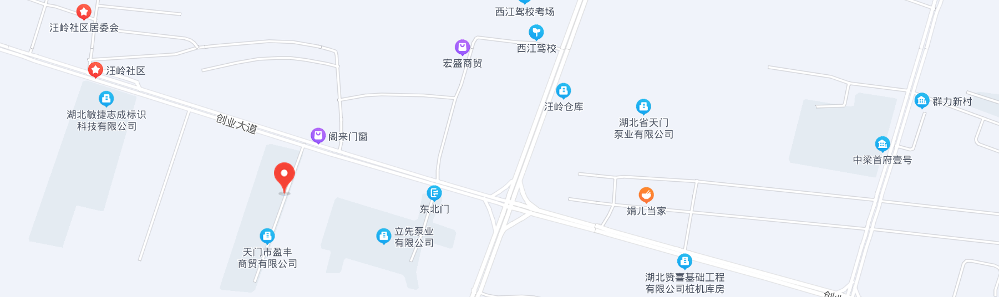 西江驾校考场
汪岭社区居委会
西江驾校
宏盛商贸
汪岭社区
汪岭仓库
群力新村
湖北敏捷志成标识
科技有限公司
创业大道
湖北省天门
泵业有限公司
阁来门窗
中梁首府壹号
东北门
娟儿当家
立先泵业
有限公司
天门市盈丰
商贸有限公司
湖北赞喜基础工程
有限公司桩机库房
创业